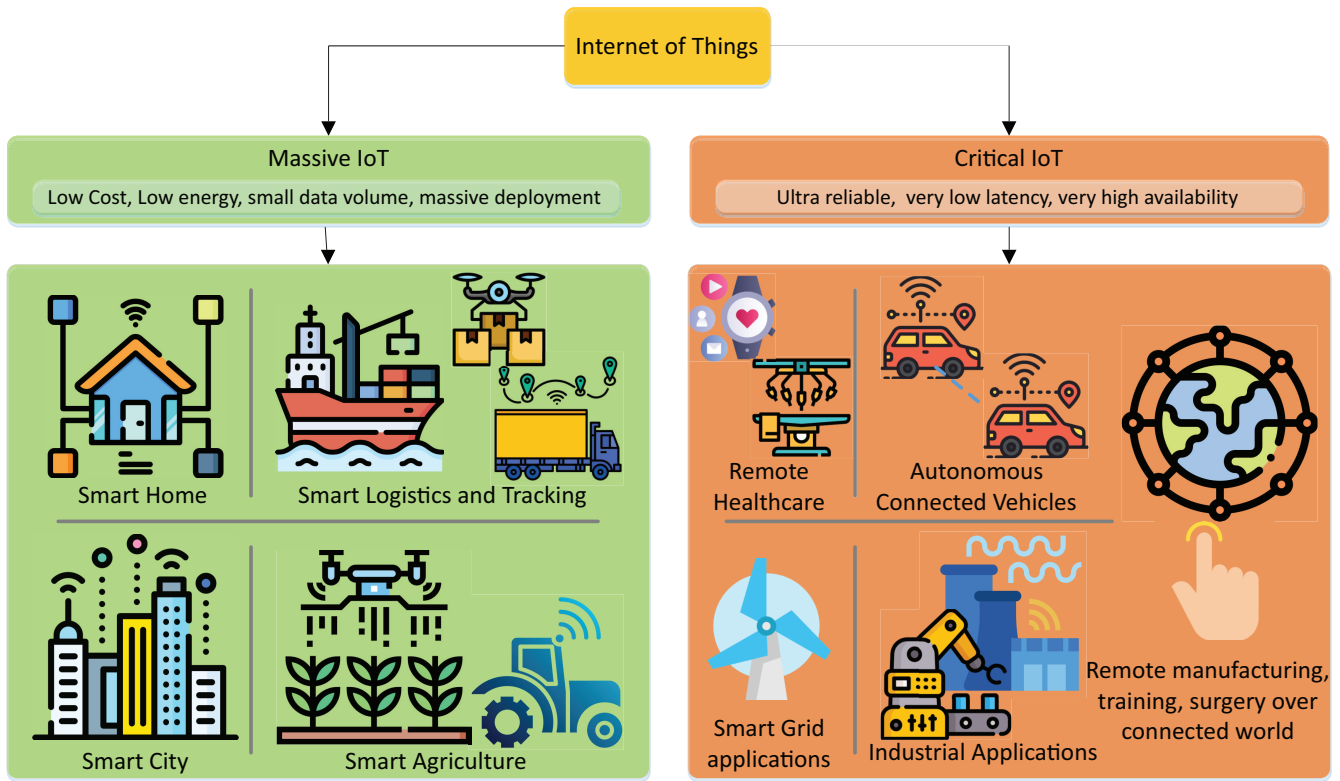 Internet of Things
Massive IoT
Low Cost, Low energy, small data volume, massive deployment
Critical IoT
Ultra reliable, very low latency, very high availability
Smart Home
Smart Logistics and Tracking
Remote
Healthcare
Autonomous
Connected Vehicles
Smart City
Smart Agriculture
Smart Grid
applications
Industrial Applications
Remote manufacturing,
training, surgery over
connected world